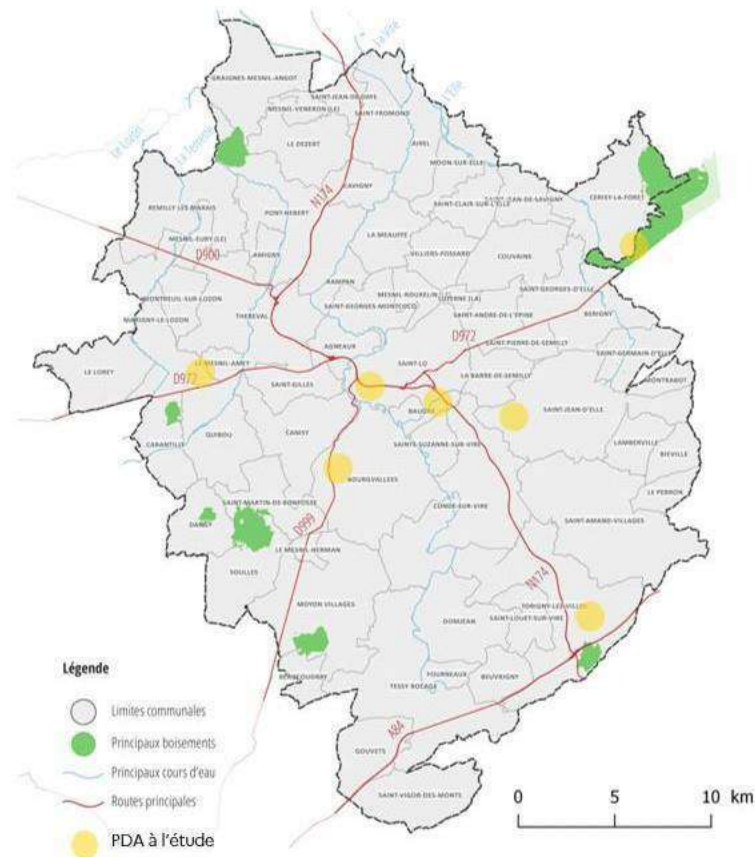 La Vire
L'Elle
GRAIGNES-MESNIL-ANGOT
SAINT-JEAN-DE-DAYE
MESNIL-VENERON (LE)
SAINT-FROMOND
Le Lozon
La Terrette
LE DEZERT
AIREL
MOON-SUR-ELLE
CERISY-LA-FORET
CAVIGNY
N174
SAINT-JEAN-DE-SAVIGNY
SAINT-CLAIR-SUR-L'ELLE
REMILLY LES MARAIS
PONT-HEBERT
LA MEAUFFE
MESNIL-EURY (LE)
D900
AMIGNY
VILLIERS-FOSSARD
COUVAINS
RAMPAN
SAINT-GEORGES-D'ELLE
MONTREUIL-SUR-LOZON
MESNIL-ROUXELIN (LE)
LUZERNE (LA)
SAINT-GEORGES-MONTCOCQ
SAINT-ANDRE-DE-L'EPINE
BERIGNY
THEREVAL
MARIGNY-LE-LOZON
D972
AGNEAUX
SAINT-PIERRE-DE-SEMILLY
SAINT-GERMAIN-D'ELLE
LE MESNIL-AMEY
SAINT-LO
LE LOREY
D972
LA BARRE-DE-SEMILLY
MONTRABOT
SAINT-GILLES
BAUDRE
SAINT-JEAN-D'ELLE
CARANTILLY
QUIBOU
CANISY
SAINTE-SUZANNE-SUR-VIRE
LAMBERVILLE
BIEVILLE
BOURGVALLEES
LE PERRON
SAINT-MARTIN-DE-BONFOSSE
CONDE-SUR-VIRE
DANGY
D999
SAINT-AMAND-VILLAGES
LE MESNIL-HERMAN
SOULLES
N174
MOYON VILLAGES
TORIGNY-LES-VILLES
DOMJEAN
SAINT-LOUET-SUR-VIRE
BEAUCOUDRAY
FOURNEAUX
BEUVRIGNY
TESSY BOCAGE
A84
GOUVETS
SAINT-VIGOR-DES-MONTS
Légende
Limites communales
Principaux boisements
Principaux cours d'eau
Routes principales
PDA à l'étude
0 5 10 km